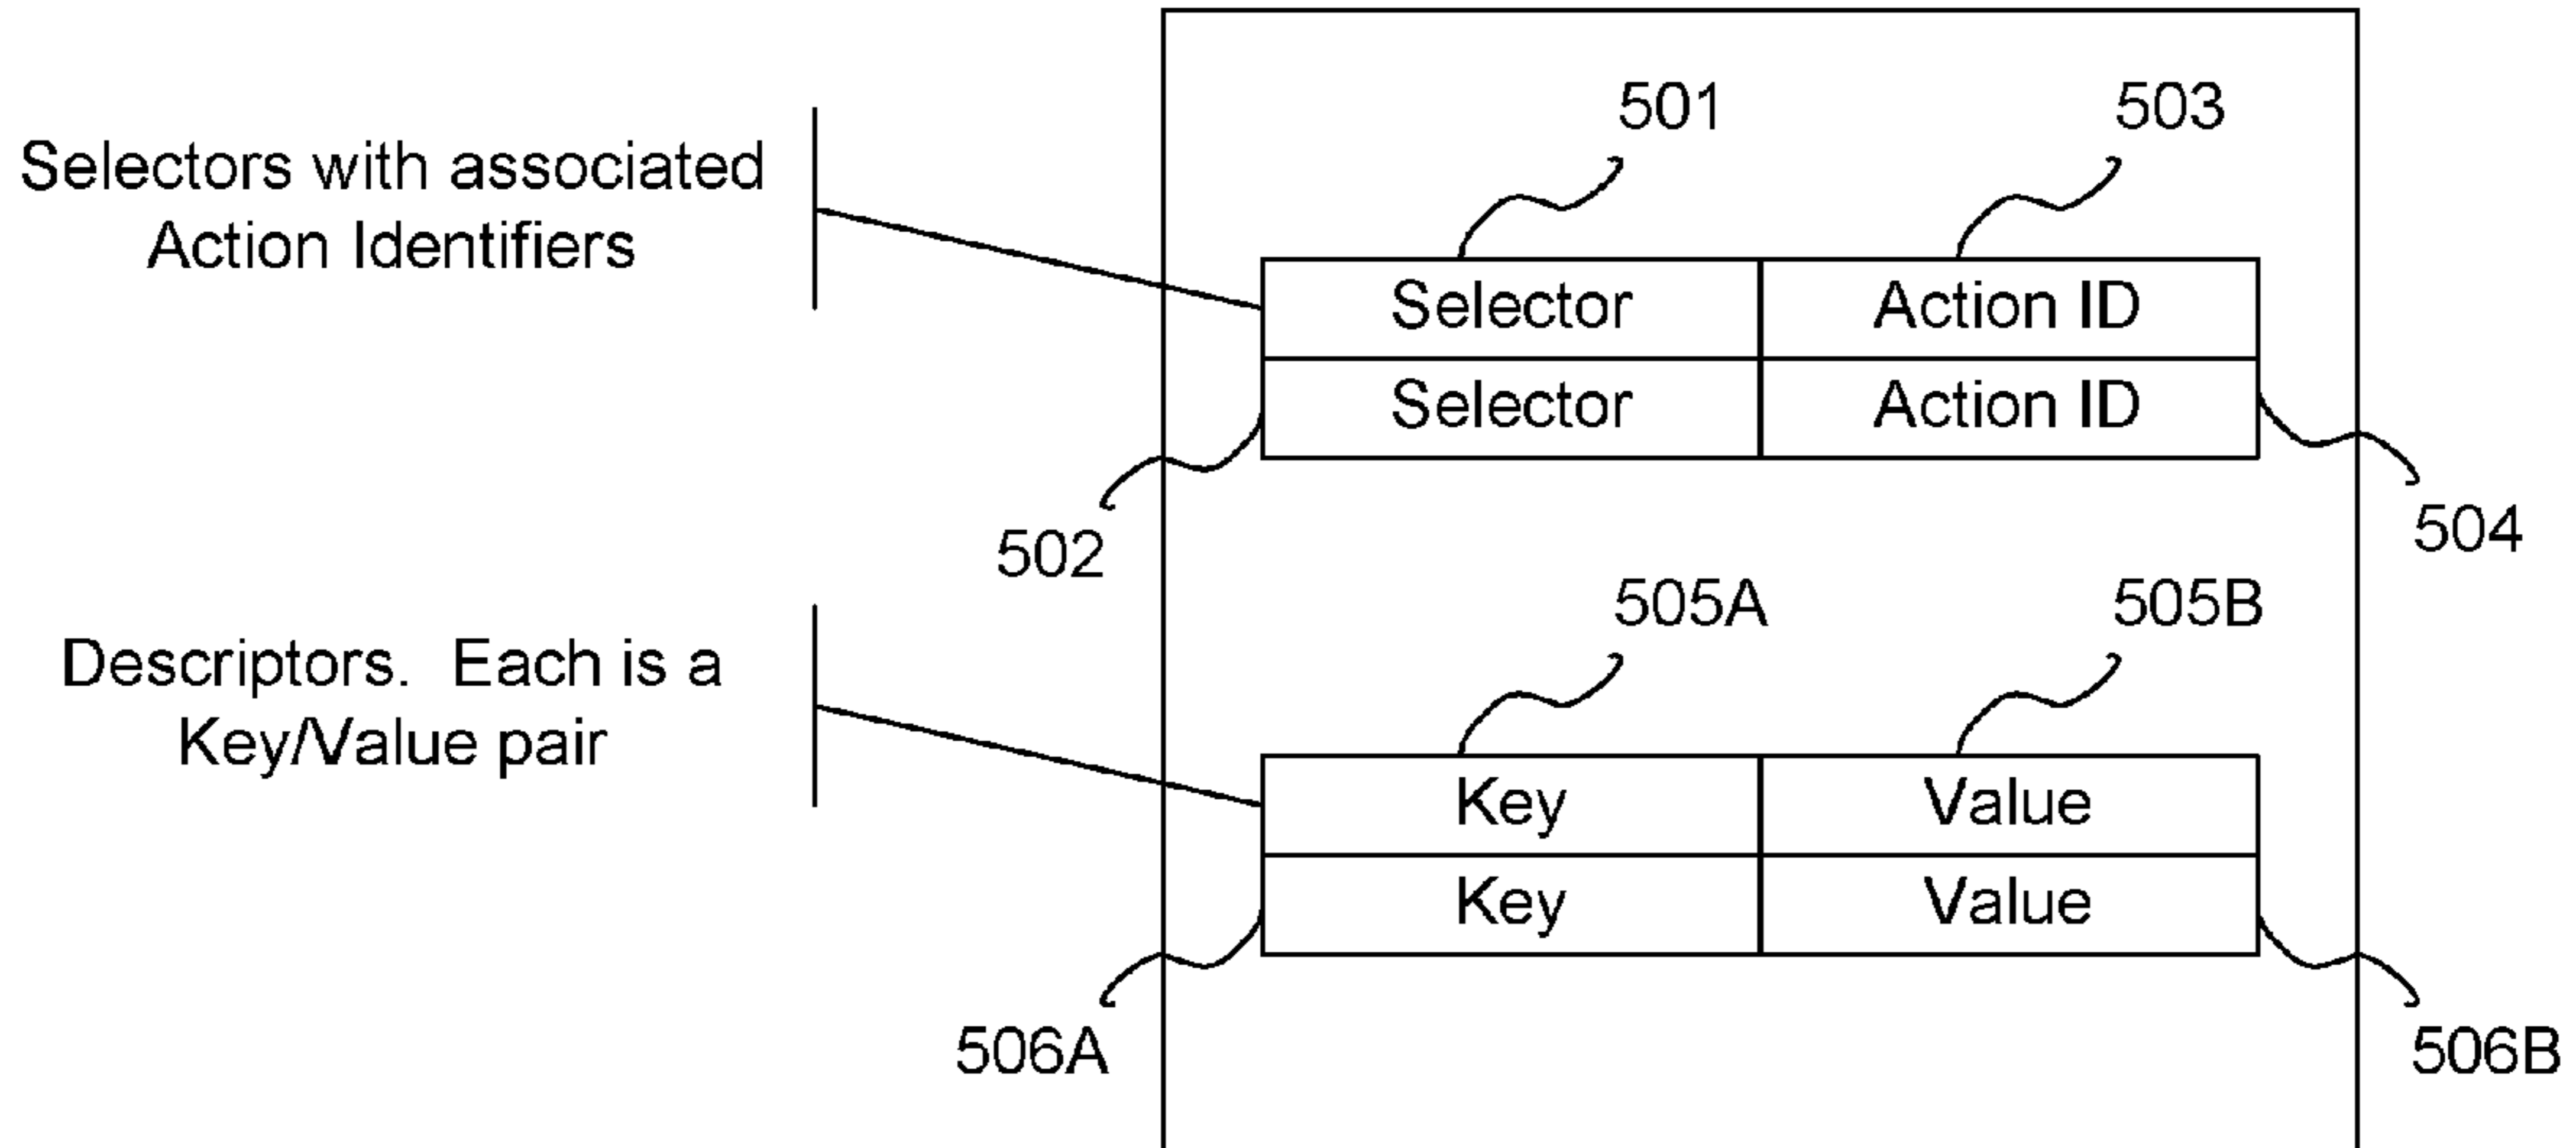 501 503
Selectors with associated
Action Identifiers
Selector Action ID
Selector Action ID
502 504
505A 505B
Descriptors.  Each is a
Key/Value pair
Key Value
Key Value
506A 506B